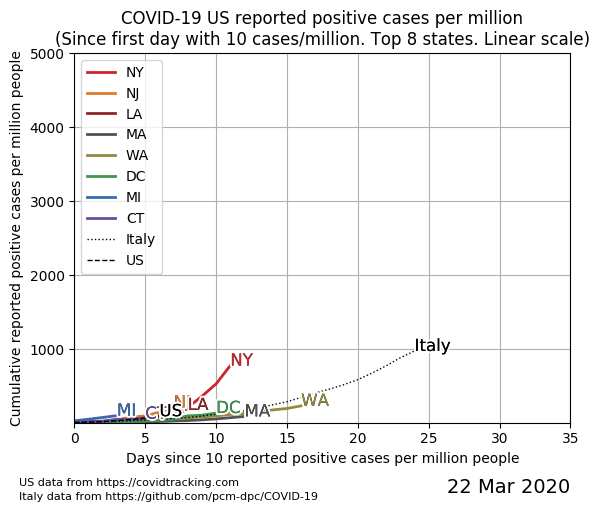 COVID-19 US reported positive cases per million
(Since first day with 10 cases/million. Top 8 states. Linear scale)
Cumulative reported positive cases per million people
5000
4000
3000
2000
1000
NY
NJ
LA
MA
WA
DC
MI
CT
Italy
US
Italy
NY
WA
LA
DC
MI
US
MA
0
5
10
15
20
25
30
35
Days since 10 reported positive cases per million people
US data from https://covidtracking.com
Italy data from https://github.com/pcm-dpc/COVID-19
22 Mar 2020